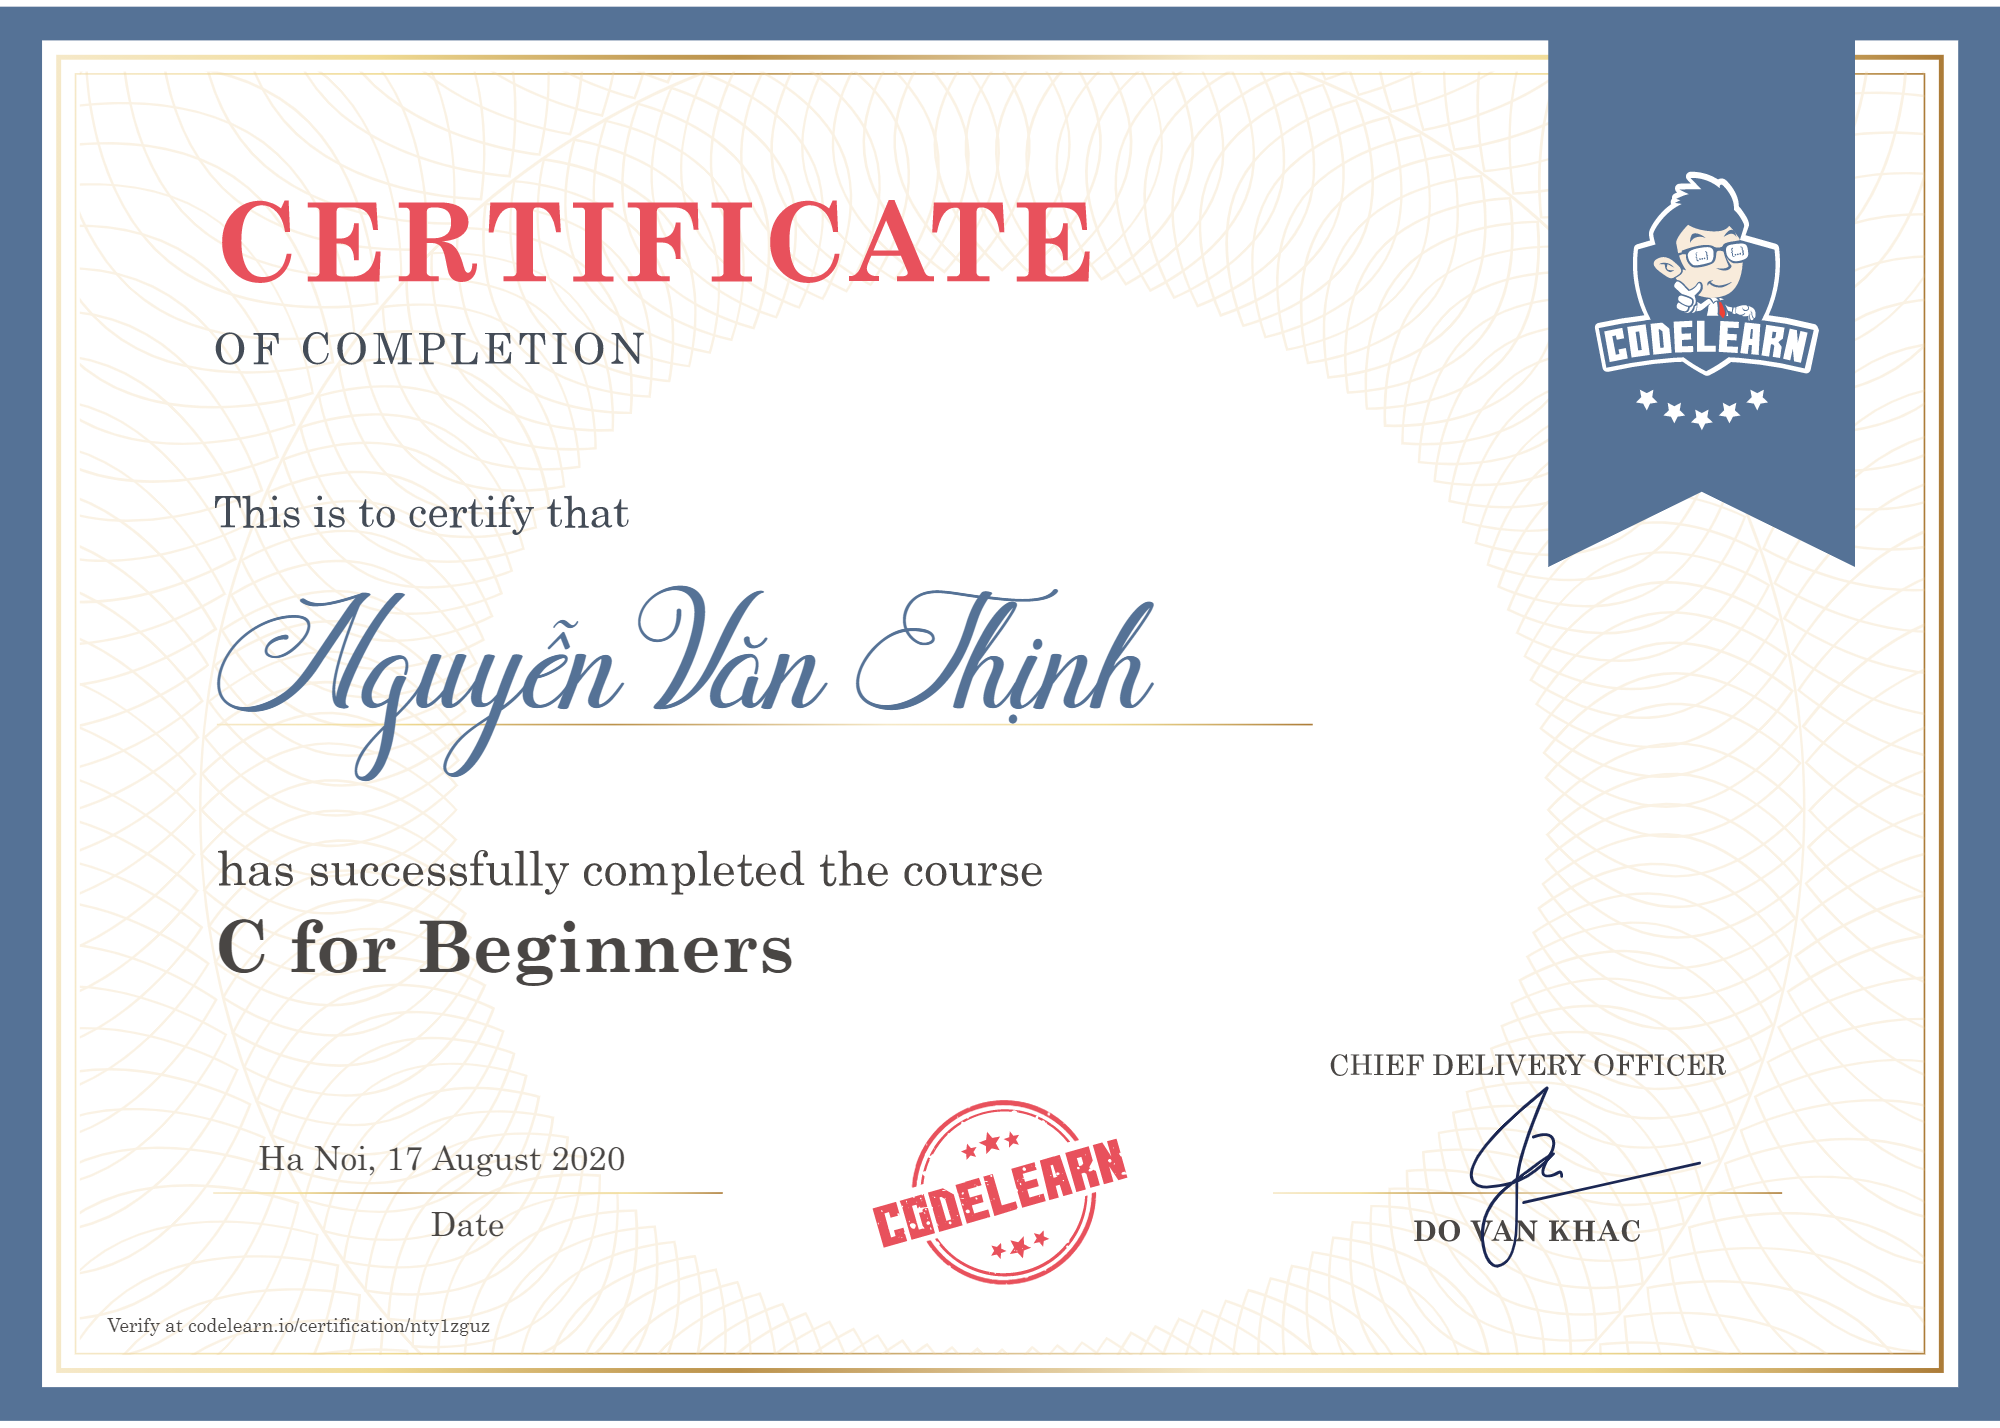 CERTIFICATE
OF COMPLETION
CODELEARN
This is to certify that
Nguyễn Văn Thịnh
has successfully completed the course
C for Beginners
CHIEF DELIVERY OFFICER
Ha Noi, 17 August 2020
CODELEARN
Date
DO VAN KHAC
Verify at codelearn.io/certification/nty1zguz